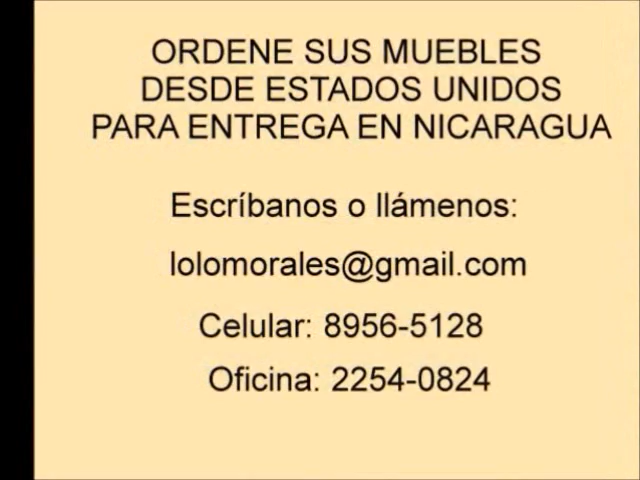 ORDENE SUS MUEBLES
DESDE ESTADOS UNIDOS
PARA ENTREGA EN NICARAGUA
Escríbanos o llámenos:
lolomorales@gmail.com
Celular: 8956-5128
Oficina: 2254-0824